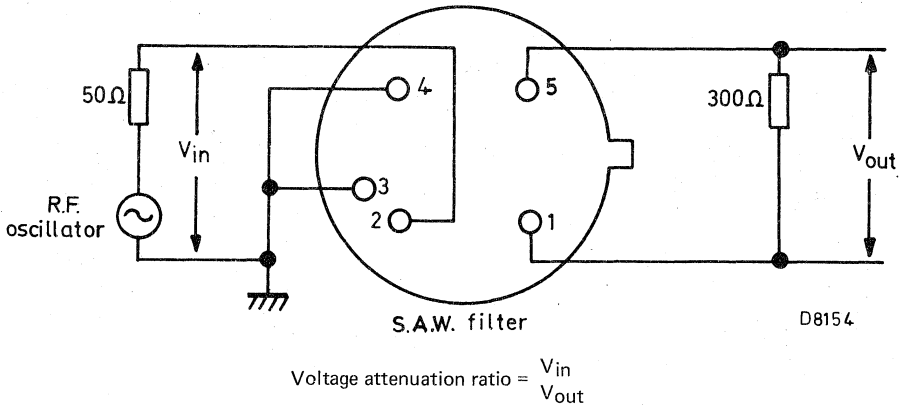 50Ω
V_in
R.F.
oscillator
4
3
2
5
1
300Ω
V_out
S.A.W. filter
D8154
Voltage attenuation ratio = V_in
V_out